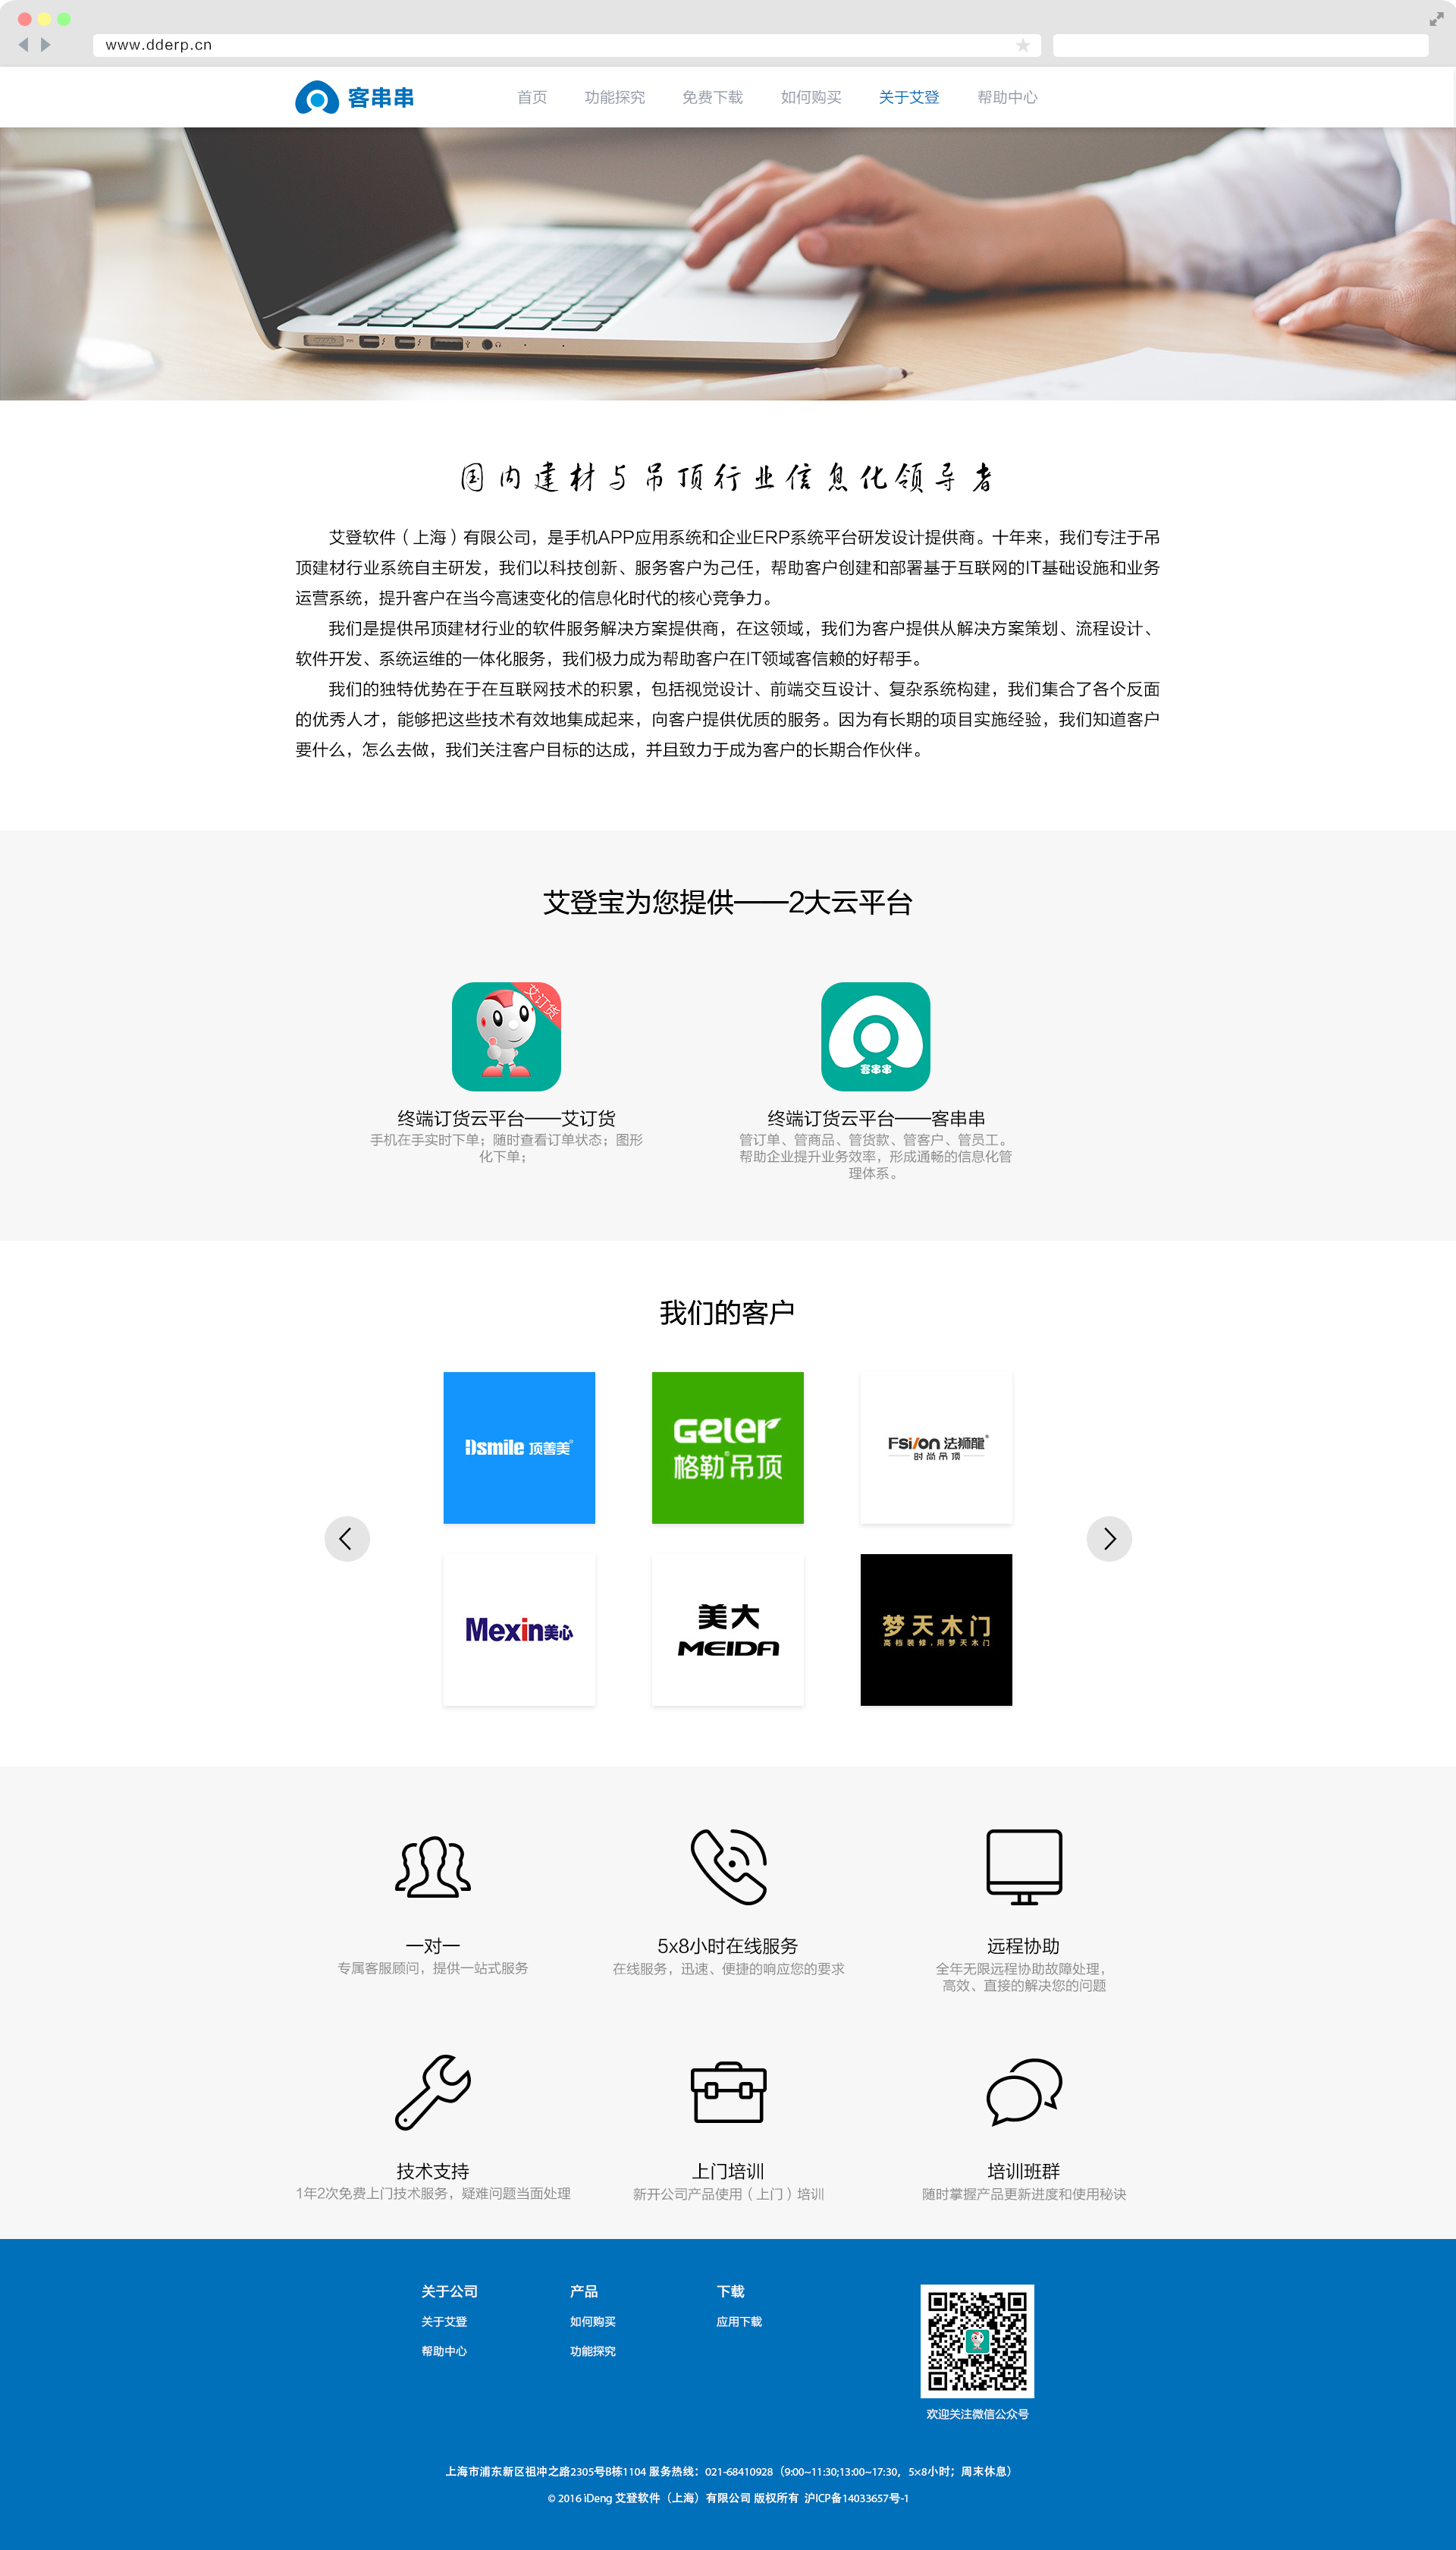 www.dderp.cn
客串串
首页 功能探究 免费下载 如何购买 关于艾登 帮助中心
国内建材与吊顶行业信息化领导者
艾登软件（上海）有限公司，是手机APP应用系统和企业ERP系统平台研发设计提供商。十年来，我们专注于吊
顶建材行业系统自主研发，我们以科技创新、服务客户为己任，帮助客户创建和部署基于互联网的IT基础设施和业务
运营系统，提升客户在当今高速变化的信息化时代的核心竞争力。
我们是提供吊顶建材行业的软件服务解决方案提供商，在这领域，我们为客户提供从解决方案策划、流程设计、
软件开发、系统运维的一体化服务，我们极力成为帮助客户在IT领域客信赖的好帮手。
我们的独特优势在于在互联网技术的积累，包括视觉设计、前端交互设计、复杂系统构建，我们集合了各个反面
的优秀人才，能够把这些技术有效地集成起来，向客户提供优质的服务。因为有长期的项目实施经验，我们知道客户
要什么，怎么去做，我们关注客户目标的达成，并且致力于成为客户的长期合作伙伴。
艾登宝为您提供——2大云平台
艾订货
客串串
终端订货云平台——艾订货
手机在手实时下单；随时查看订单状态；图形
化下单；
终端订货云平台——客串串
管订单、管商品、管货款、管客户、管员工。
帮助企业提升业务效率，形成通畅的信息化管
理体系。
我们的客户
Dsmile 顶善美
Geler
格勒吊顶
Fsilon 法狮龍
时尚吊顶
Mexin美心
美大
MEIDA
梦天木门
高档装修，用梦天木门
一对一
专属客服顾问，提供一站式服务
5x8小时在线服务
在线服务，迅速、便捷的响应您的要求
远程协助
全年无限远程协助故障处理，
高效、直接的解决您的问题
技术支持
1年2次免费上门技术服务，疑难问题当面处理
上门培训
新开公司产品使用（上门）培训
培训班群
随时掌握产品更新进度和使用秘诀
关于公司 产品 下载
关于艾登 如何购买 应用下载
帮助中心 功能探究
欢迎关注微信公众号
上海市浦东新区祖冲之路2305号B栋1104 服务热线：021-68410928（9:00~11:30;13:00~17:30，5×8小时；周末休息）
© 2016 iDeng 艾登软件（上海）有限公司 版权所有 沪ICP备14033657号-1